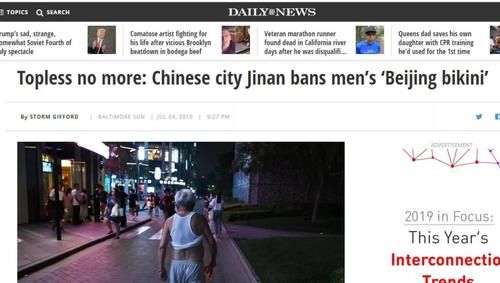 TOPICS
SEARCH
DAILY NEWS
rump's sad, strange,
omewhat Soviet Fourth of
uly spectacle
Comatose artist fighting for
his life after vicious Brooklyn
beatdown in bodega beef
Veteran marathon runner
found dead in California river
days after he was disqualifi...
Queens dad saves his own
daughter with CPR training
he'd used for the 1st time
Topless no more: Chinese city Jinan bans men's 'Beijing bikini'
By STORM GIFFORD | BALTIMORE SUN | JUL 04, 2019 | 9:27 PM
ADVERTISEMENT
2019 in Focus:
This Year's
Interconnectio
Trends